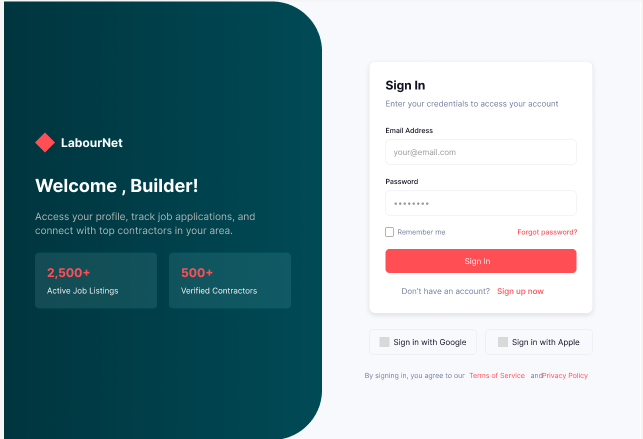 LabourNet
Welcome , Builder!
Access your profile, track job applications, and
connect with top contractors in your area.
2,500+
Active Job Listings
500+
Verified Contractors
Sign In
Enter your credentials to access your account
Email Address
your@email.com
Password
••••••••
Remember me
Forgot password?
Sign In
Don't have an account? Sign up now
Sign in with Google
Sign in with Apple
By signing in, you agree to our Terms of Service andPrivacy Policy